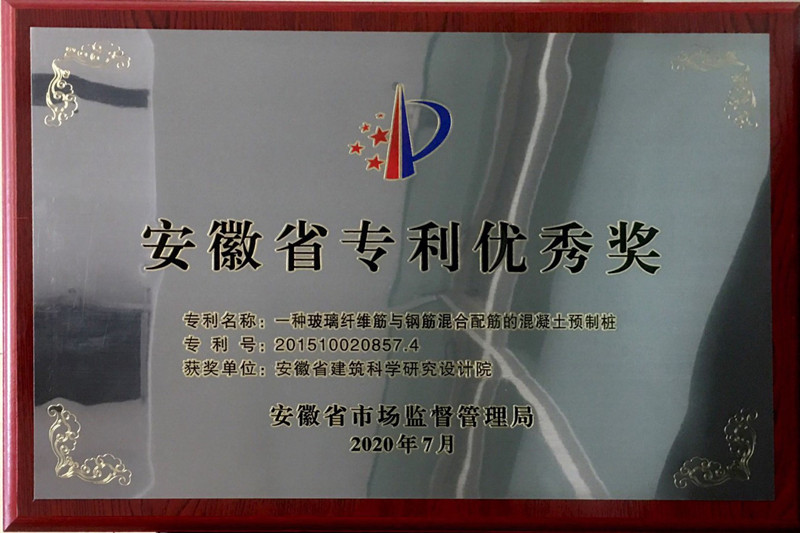 安徽省专利优秀奖
专利名称：一种玻璃纤维筋与钢筋混合配筋的混凝土预制桩
专 利 号：201510020857.4
获奖单位：安徽省建筑科学研究设计院
安徽省市场监督管理局
2020年7月